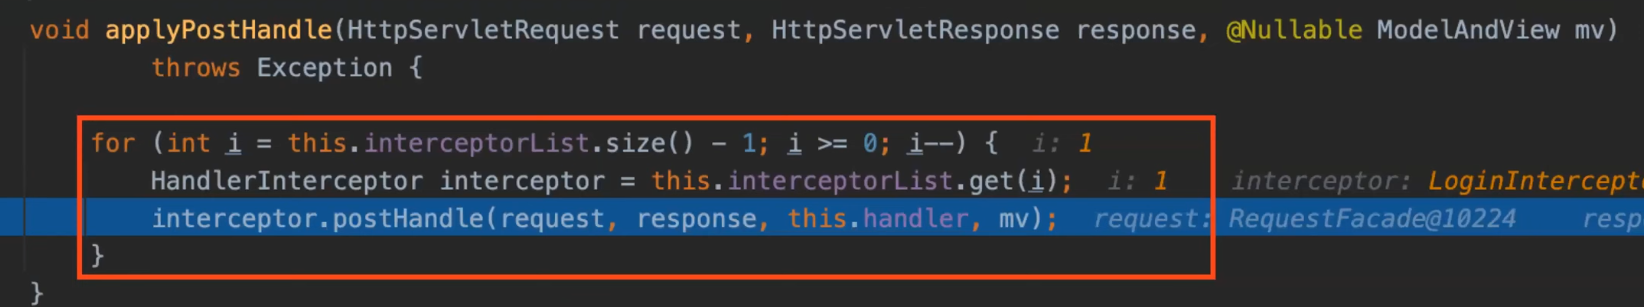 void applyPostHandle(HttpServletRequest request, HttpServletResponse response, @Nullable ModelAndView mv)
throws Exception {
for (int i = this.interceptorList.size() - 1; i >= 0; i--) { i: 1
HandlerInterceptor interceptor = this.interceptorList.get(i); i: 1 interceptor: LoginIntercepto
interceptor.postHandle(request, response, this.handler, mv); request: RequestFacade@10224 resp
}
}